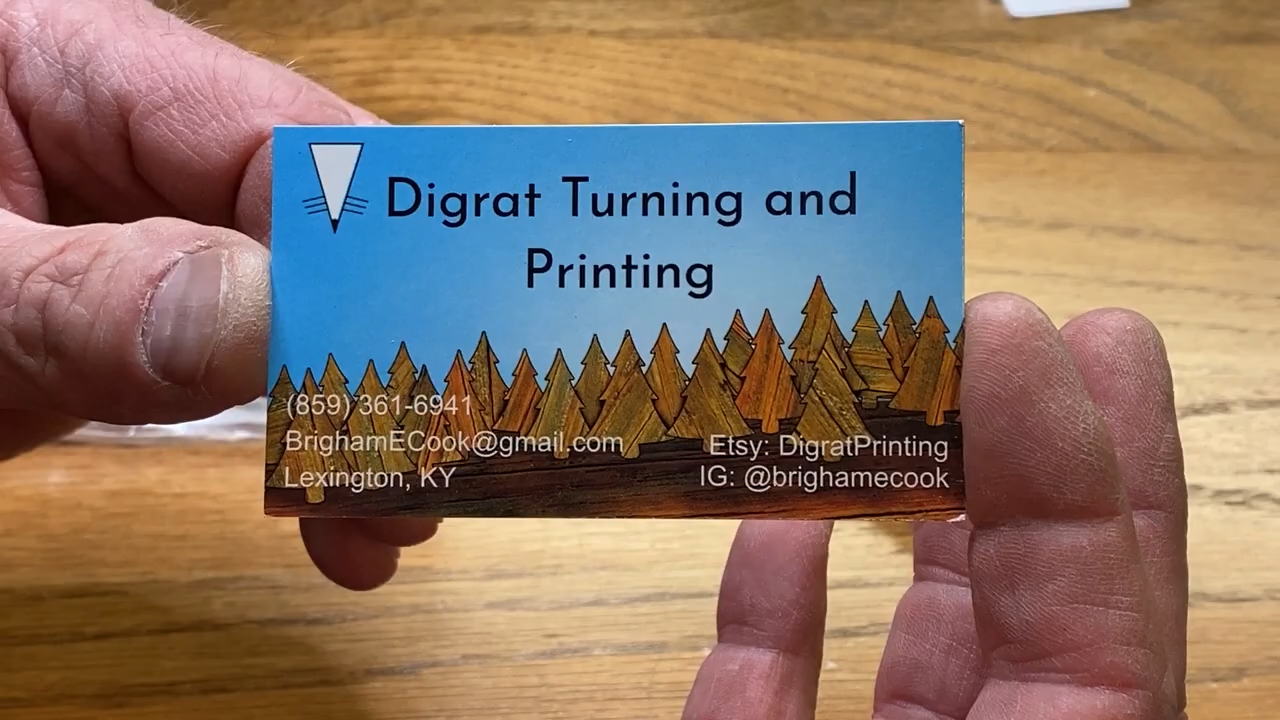 Digrat Turning and
Printing
(859) 361-6941
BrighamECook@gmail.com
Lexington, KY
Etsy: DigratPrinting
IG: @brighamecook